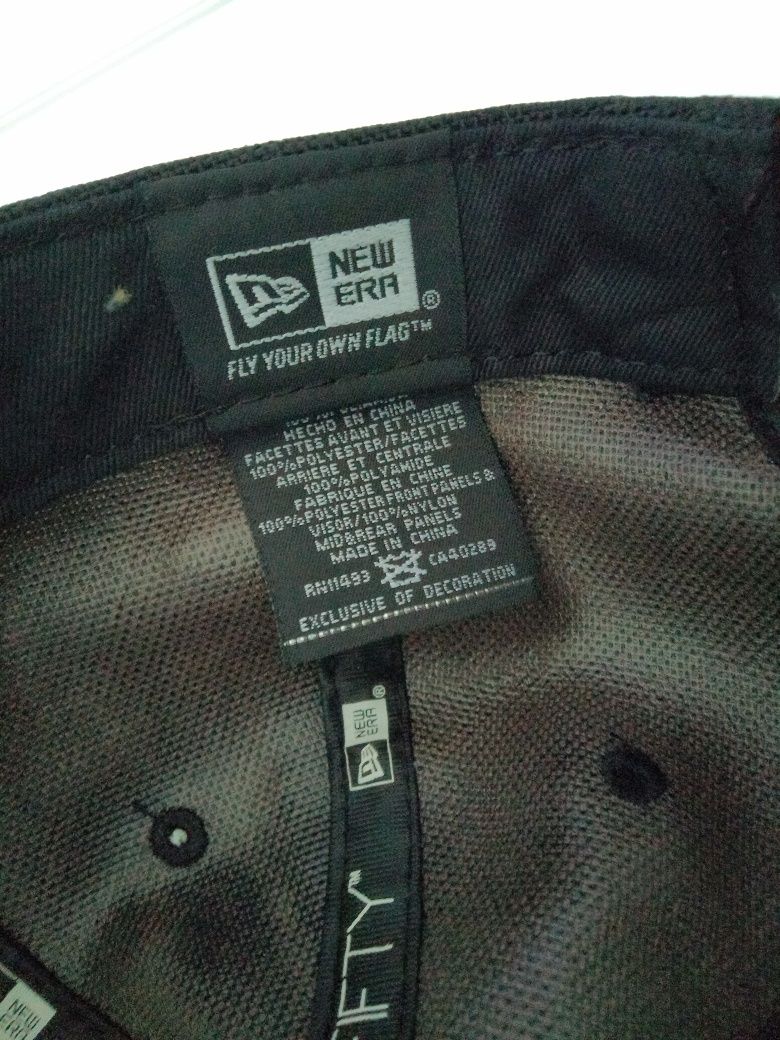 NEW
ERA
®
FLY YOUR OWN FLAG™
HECHO EN CHINA
FACETTES AVANT ET VISIERE
100%POLYESTER/FACETTES
ARRIERE ET CENTRALE
100%POLYAMIDE
FABRIQUE EN CHINE
100%POLYESTER FRONT PANELS &
VISOR/100%NYLON
MID&REAR PANELS
MADE IN CHINA
RN11493 CA40289
EXCLUSIVE OF DECORATION
NEW
ERA
®
FIFTY™
NEW
ERA